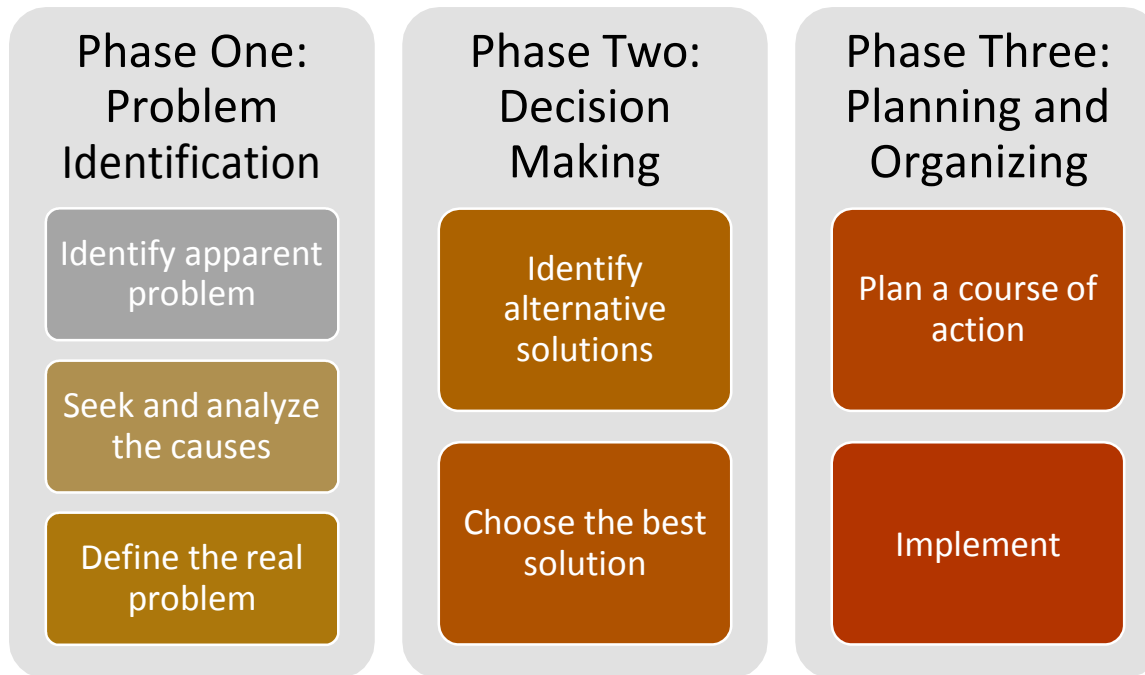 Phase One:
Problem
Identification
Identify apparent
problem
Seek and analyze
the causes
Define the real
problem
Phase Two:
Decision
Making
Identify
alternative
solutions
Choose the best
solution
Phase Three:
Planning and
Organizing
Plan a course of
action
Implement